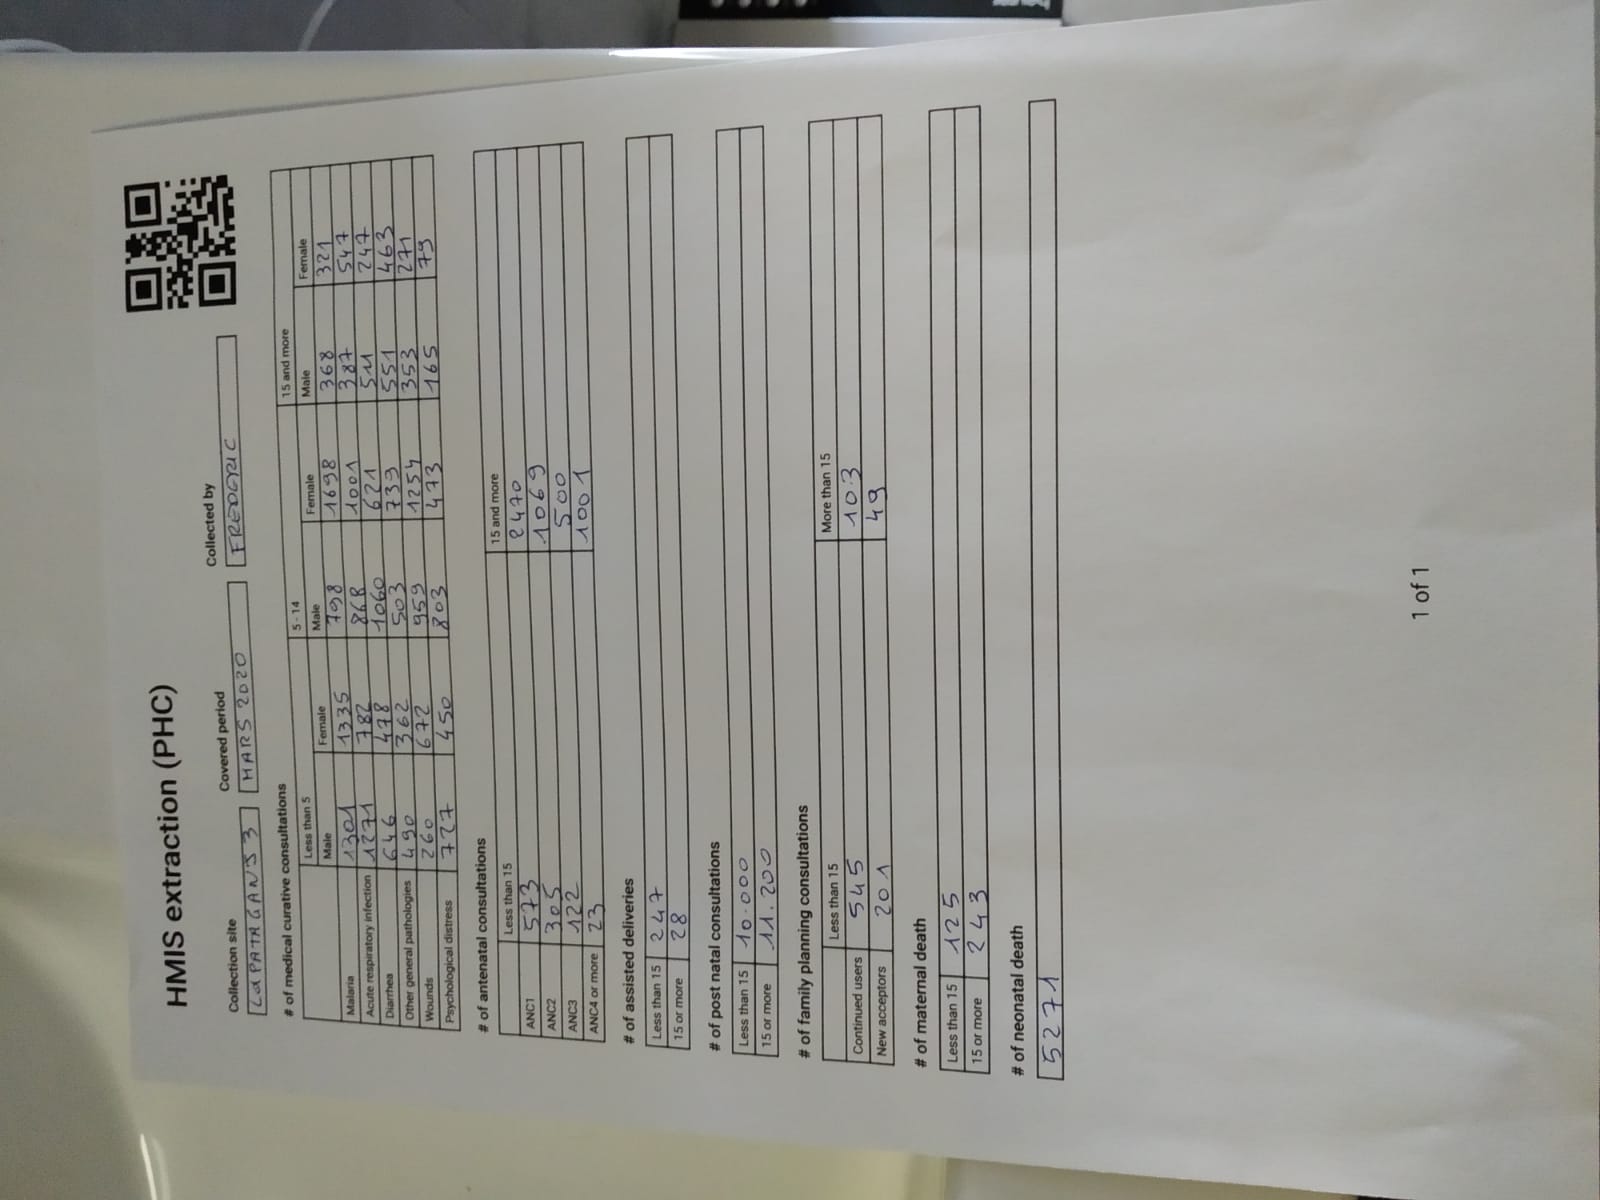 HMIS extraction (PHC)
Collection site Covered period Collected by
MARS 2020 FREDERIC
# of medical curative consultations
Less than 5 5 - 14 15 and more
Male Female Male Female Male Female
Malaria 1301 1335 798 1698 368 321
Acute respiratory infection 1271 782 868 1001 387 547
Diarrhea 646 478 1060 621 511 247
Other general pathologies 490 362 503 739 551 463
Wounds 260 672 959 1254 353 271
Psychological distress 727 450 803 473 165 79
# of antenatal consultations
Less than 15 15 and more
ANC1 573 2470
ANC2 305 1069
ANC3 122 500
ANC4 or more 23 1001
# of assisted deliveries
Less than 15 247
15 or more 28
# of post natal consultations
Less than 15 10.000
15 or more 11.200
# of family planning consultations
Less than 15 More than 15
Continued users 545 103
New acceptors 201 49
# of maternal death
Less than 15 125
15 or more 243
# of neonatal death
5271
1 of 1